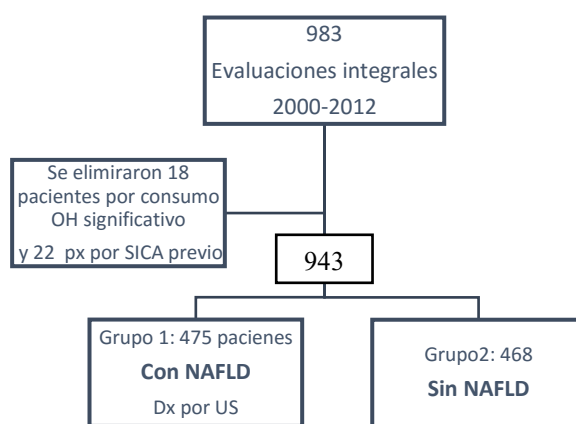 983
Evaluaciones integrales
2000-2012
Se elimiraron 18
pacientes por consumo
OH significativo
y 22 px por SICA previo
943
Grupo 1: 475 pacienes
Con NAFLD
Dx por US
Grupo2: 468
Sin NAFLD